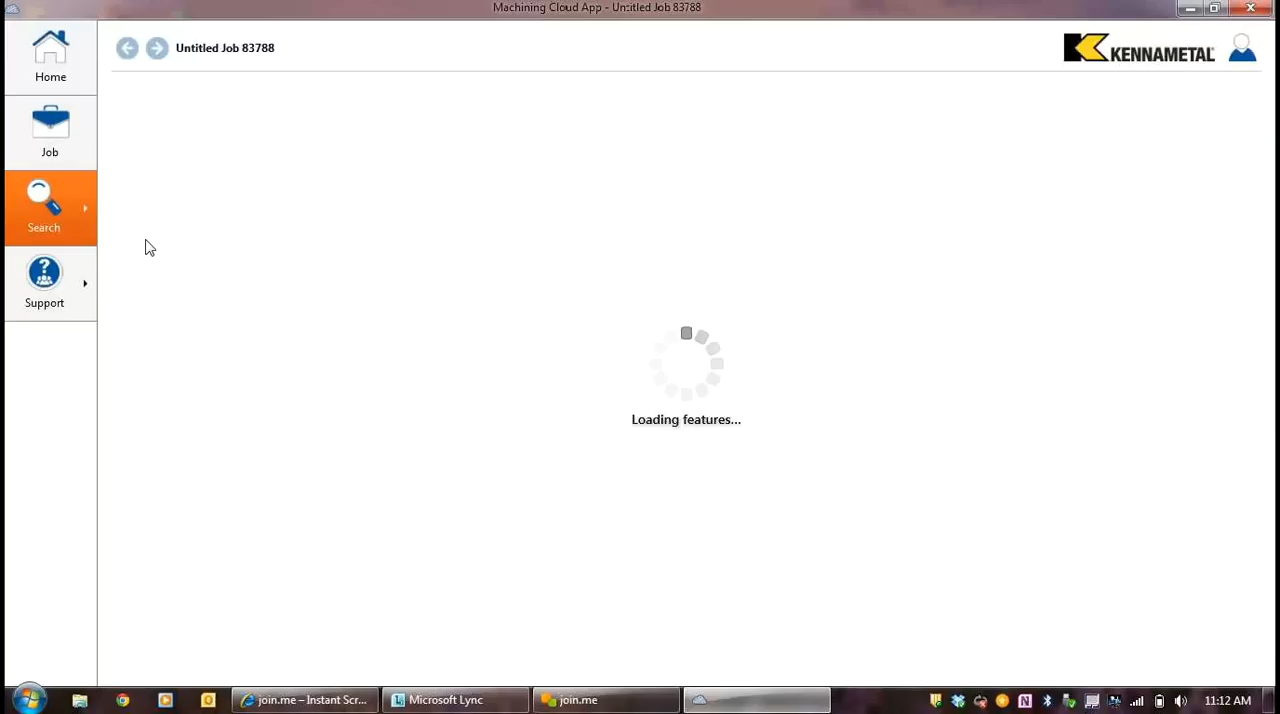 Machining Cloud App - Untitled Job 83788
Home
Untitled Job 83788
KENNAMETAL
Job
Search
Support
Loading features...
join.me – Instant Scr...
Microsoft Lync
join.me
11:12 AM